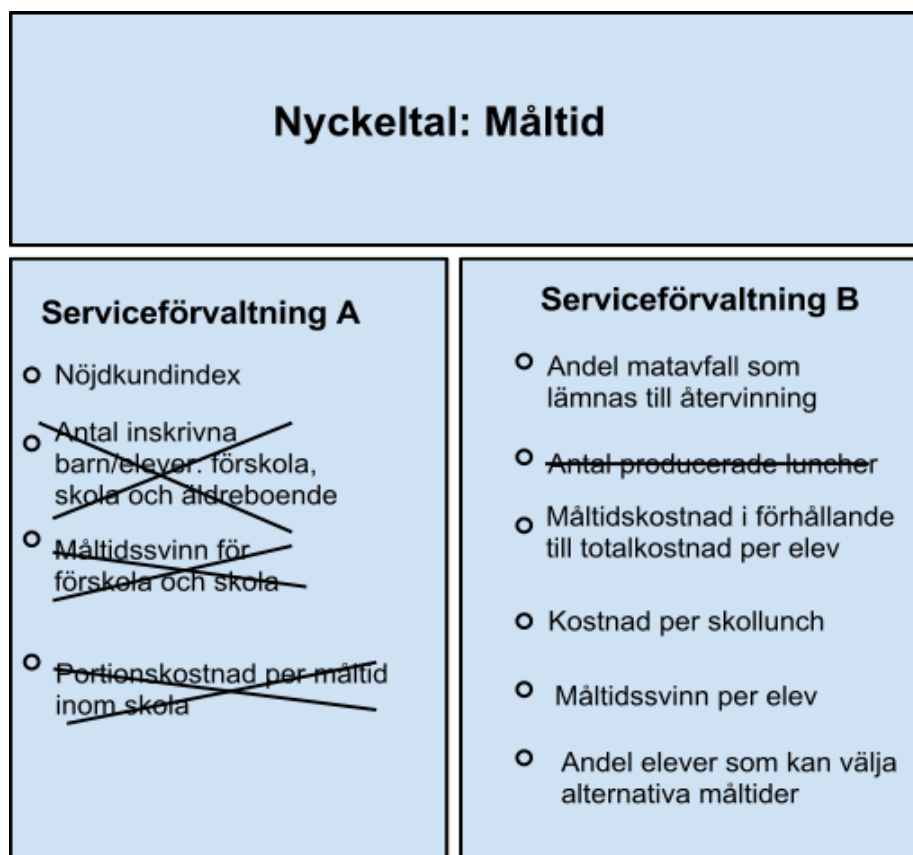 Nyckeltal: Måltid
Serviceförvaltning A
Nöjdkundindex
Antal inskrivna
barn/elever: förskola,
skola och äldreboende
Måltidssvinn för
förskola och skola
Portionskostnad per måltid
inom skola
Serviceförvaltning B
Andel matavfall som
lämnas till återvinning
Antal producerade luncher
Måltidskostnad i förhållande
till totalkostnad per elev
Kostnad per skollunch
Måltidssvinn per elev
Andel elever som kan välja
alternativa måltider